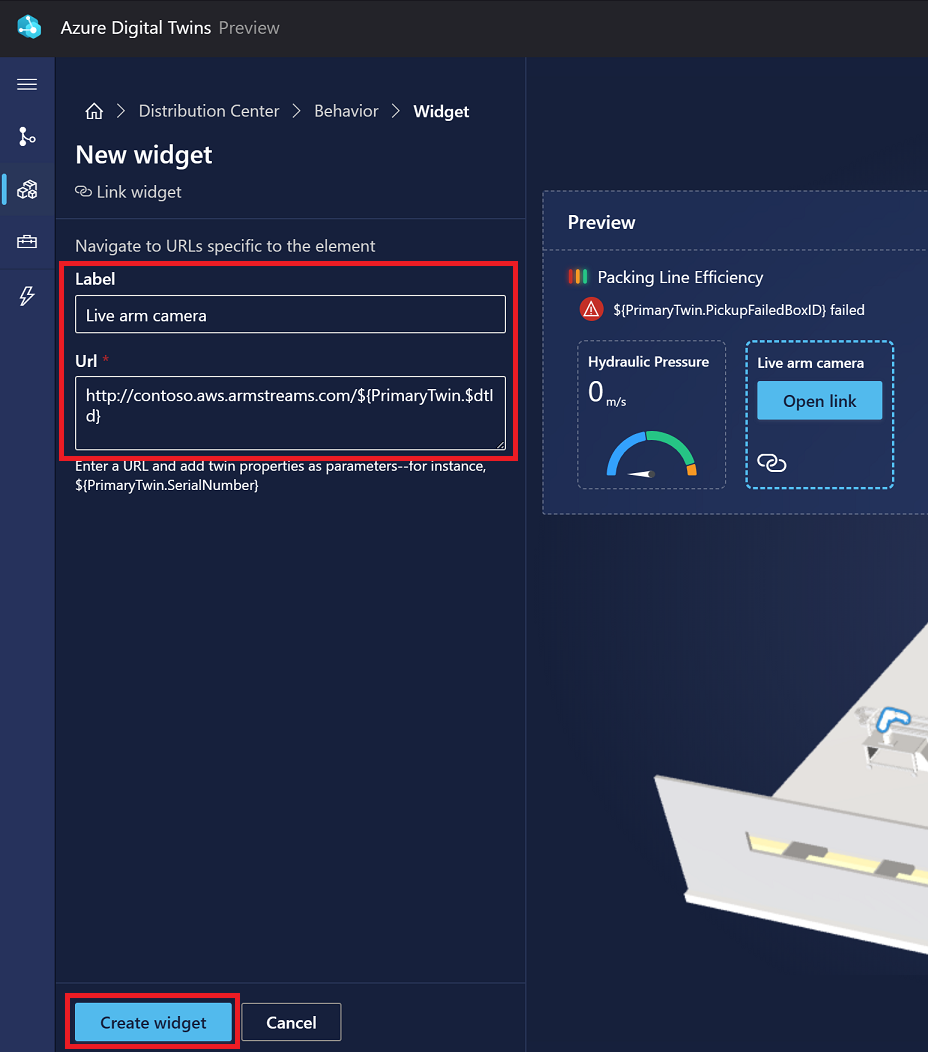 Azure Digital Twins Preview
Distribution Center > Behavior > Widget
New widget
Link widget
Navigate to URLs specific to the element
Label
Live arm camera
Url *
http://contoso.aws.armstreams.com/${PrimaryTwin.$dtI
d}
Enter a URL and add twin properties as parameters--for instance,
${PrimaryTwin.SerialNumber}
Create widget
Cancel
Preview
Packing Line Efficiency
${PrimaryTwin.PickupFailedBoxID} failed
Hydraulic Pressure
0 m/s
Live arm camera
Open link